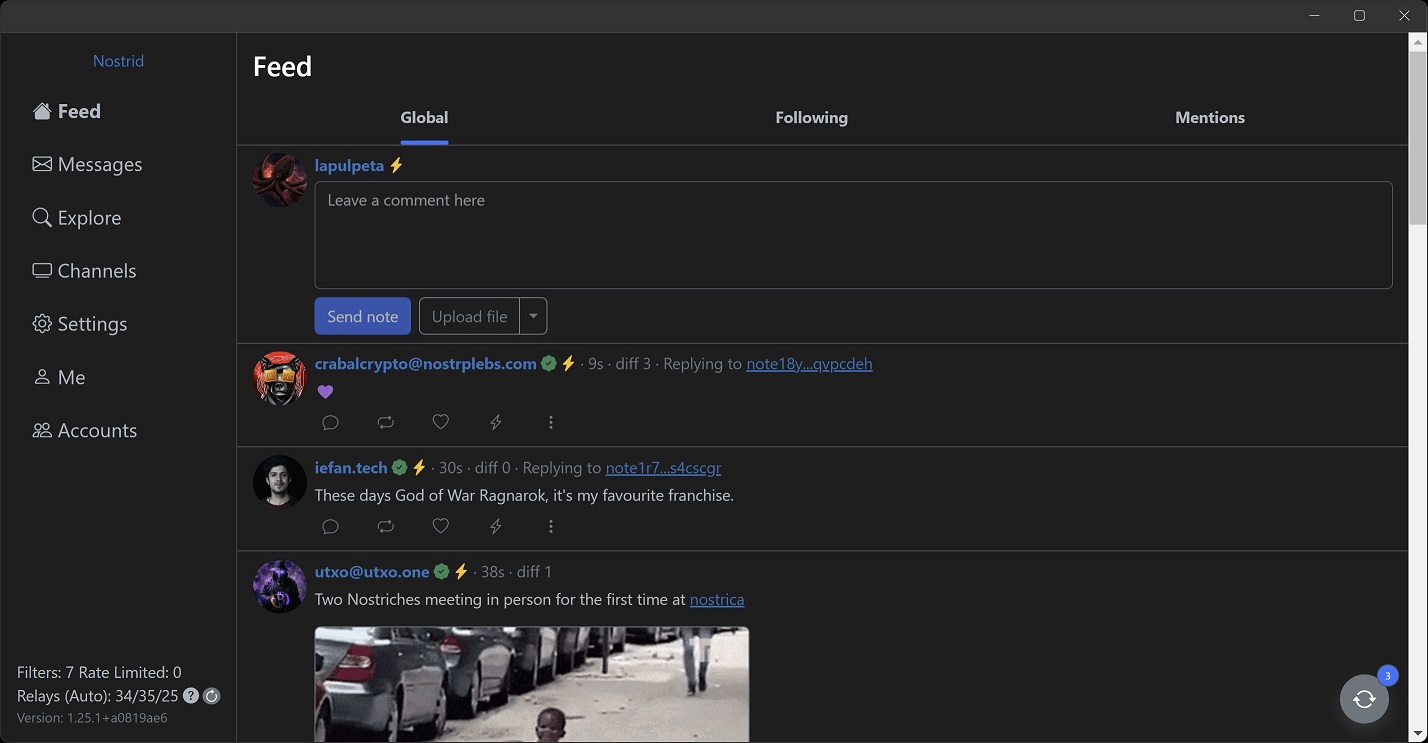 Nostrid
Feed
Messages
Explore
Channels
Settings
Me
Accounts
Filters: 7 Rate Limited: 0
Relays (Auto): 34/35/25 ?
Version: 1.25.1+a0819ae6
Feed
Global Following Mentions
lapulpeta
Leave a comment here
Send note Upload file
crabalcrypto@nostrplebs.com · 9s · diff 3 · Replying to note18y...qvpcdeh
iefan.tech · 30s · diff 0 · Replying to note1r7...s4cscgr
These days God of War Ragnarok, it's my favourite franchise.
utxo@utxo.one · 38s · diff 1
Two Nostriches meeting in person for the first time at nostrica
3